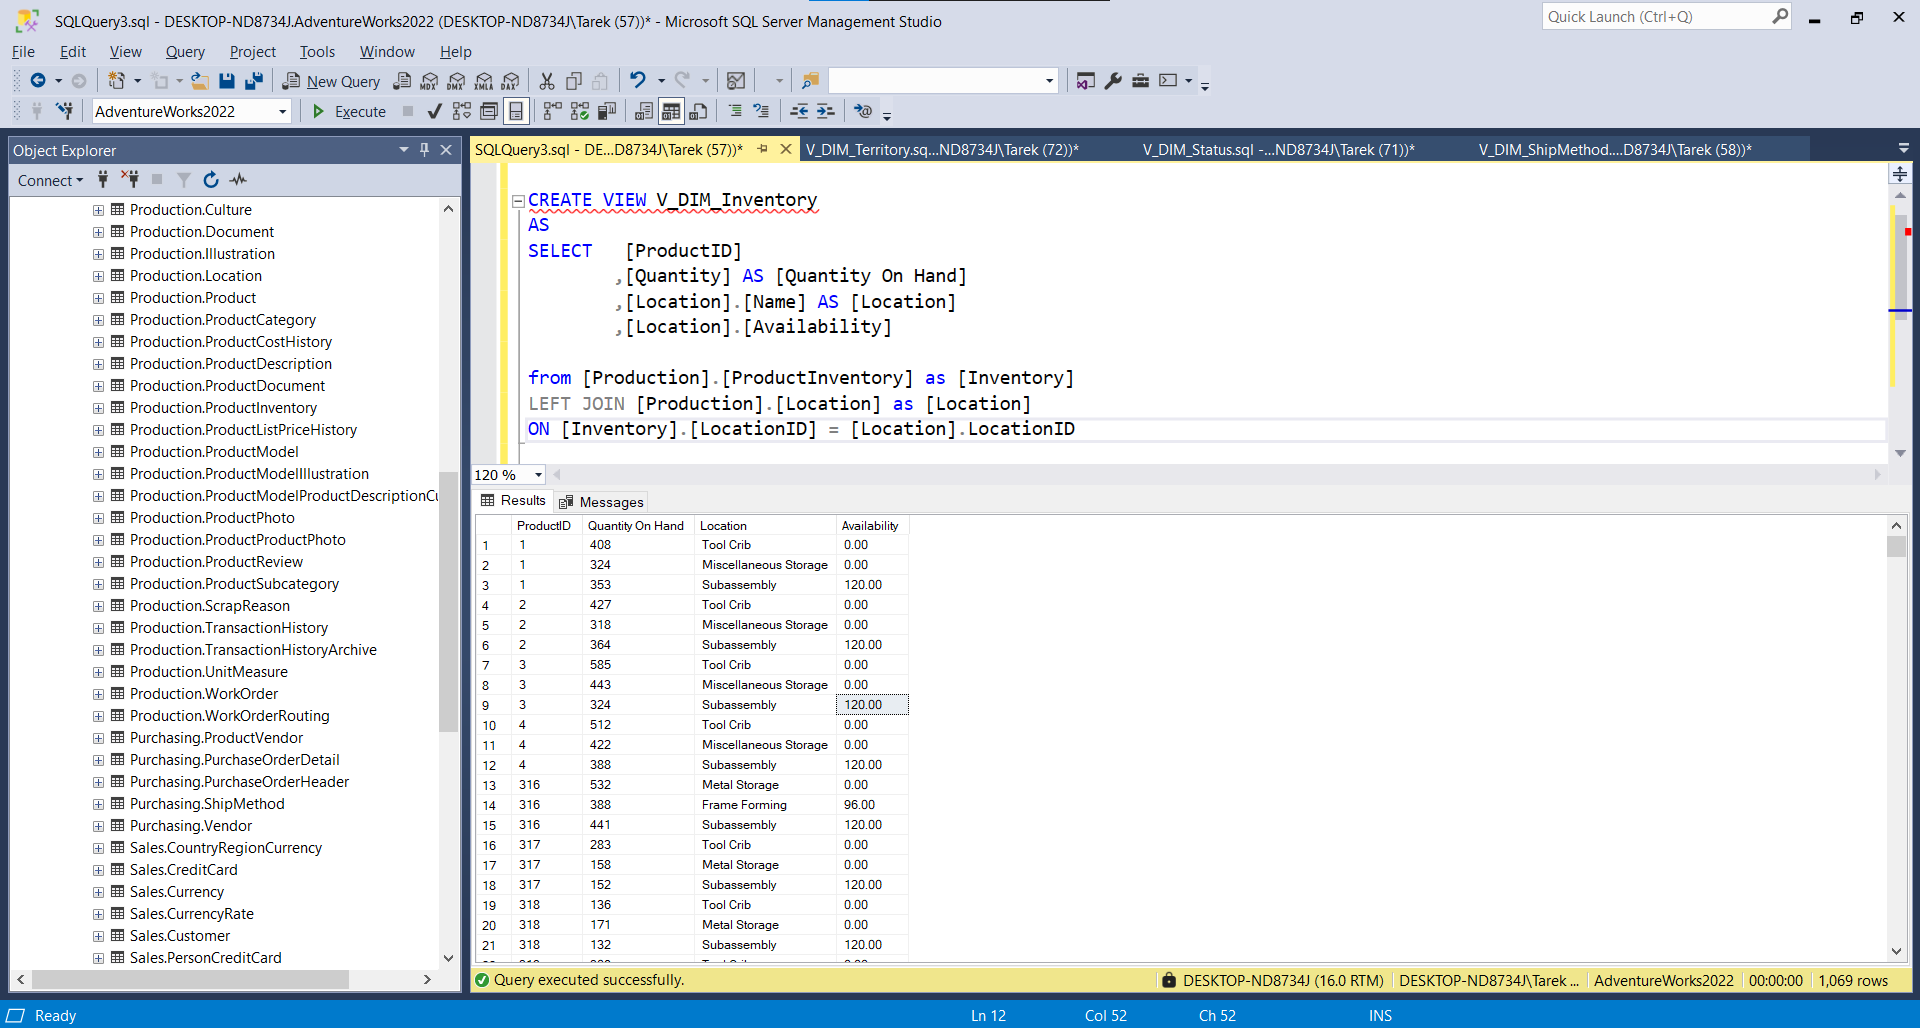 SQLQuery3.sql - DESKTOP-ND8734J.AdventureWorks2022 (DESKTOP-ND8734J\Tarek (57))* - Microsoft SQL Server Management Studio
Quick Launch (Ctrl+Q)
File Edit View Query Project Tools Window Help
New Query MDX DMX XMLA DAX
AdventureWorks2022 Execute
Object Explorer
Connect
Production.Culture
Production.Document
Production.Illustration
Production.Location
Production.Product
Production.ProductCategory
Production.ProductCostHistory
Production.ProductDescription
Production.ProductDocument
Production.ProductInventory
Production.ProductListPriceHistory
Production.ProductModel
Production.ProductModelIllustration
Production.ProductModelProductDescriptionCu
Production.ProductPhoto
Production.ProductProductPhoto
Production.ProductReview
Production.ProductSubcategory
Production.ScrapReason
Production.TransactionHistory
Production.TransactionHistoryArchive
Production.UnitMeasure
Production.WorkOrder
Production.WorkOrderRouting
Purchasing.ProductVendor
Purchasing.PurchaseOrderDetail
Purchasing.PurchaseOrderHeader
Purchasing.ShipMethod
Purchasing.Vendor
Sales.CountryRegionCurrency
Sales.CreditCard
Sales.Currency
Sales.CurrencyRate
Sales.Customer
Sales.PersonCreditCard
SQLQuery3.sql - DE...D8734J\Tarek (57))* V_DIM_Territory.sq...ND8734J\Tarek (72))* V_DIM_Status.sql -...ND8734J\Tarek (71))* V_DIM_ShipMethod....D8734J\Tarek (58))*
CREATE VIEW V_DIM_Inventory
AS
SELECT [ProductID]
,[Quantity] AS [Quantity On Hand]
,[Location].[Name] AS [Location]
,[Location].[Availability]
from [Production].[ProductInventory] as [Inventory]
LEFT JOIN [Production].[Location] as [Location]
ON [Inventory].[LocationID] = [Location].LocationID
120 %
Results Messages
ProductID Quantity On Hand Location Availability
1 1 408 Tool Crib 0.00
2 1 324 Miscellaneous Storage 0.00
3 1 353 Subassembly 120.00
4 2 427 Tool Crib 0.00
5 2 318 Miscellaneous Storage 0.00
6 2 364 Subassembly 120.00
7 3 585 Tool Crib 0.00
8 3 443 Miscellaneous Storage 0.00
9 3 324 Subassembly 120.00
10 4 512 Tool Crib 0.00
11 4 422 Miscellaneous Storage 0.00
12 4 388 Subassembly 120.00
13 316 532 Metal Storage 0.00
14 316 388 Frame Forming 96.00
15 316 441 Subassembly 120.00
16 317 283 Tool Crib 0.00
17 317 158 Metal Storage 0.00
18 317 152 Subassembly 120.00
19 318 136 Tool Crib 0.00
20 318 171 Metal Storage 0.00
21 318 132 Subassembly 120.00
Query executed successfully. DESKTOP-ND8734J (16.0 RTM) DESKTOP-ND8734J\Tarek ... AdventureWorks2022 00:00:00 1,069 rows
Ready Ln 12 Col 52 Ch 52 INS